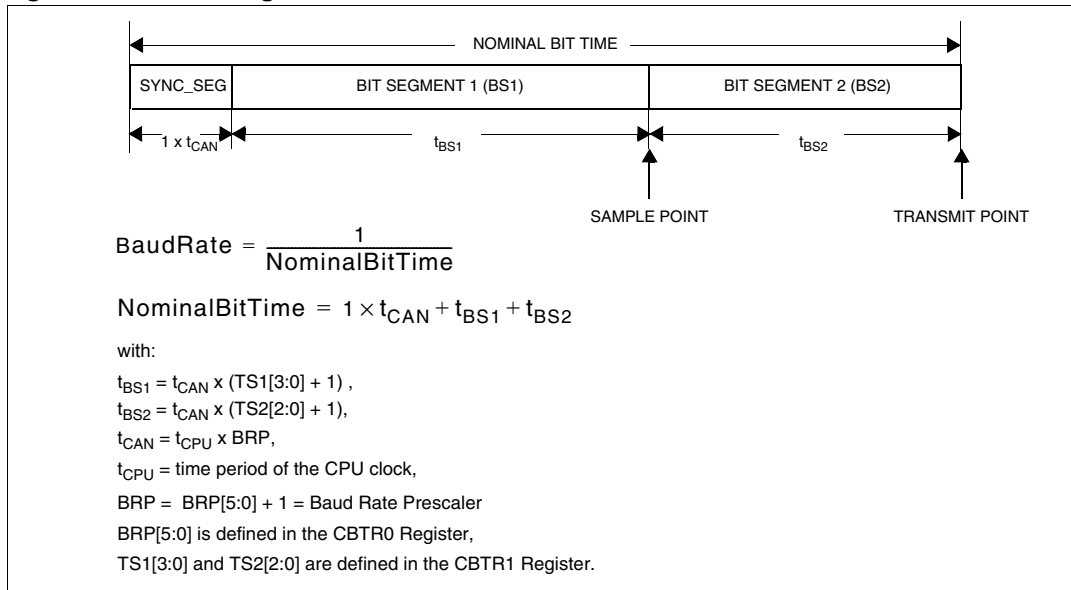 NOMINAL BIT TIME
SYNC_SEG BIT SEGMENT 1 (BS1) BIT SEGMENT 2 (BS2)
1 x tCAN tBS1 tBS2
SAMPLE POINT TRANSMIT POINT
BaudRate = 1 / NominalBitTime
NominalBitTime = 1 × tCAN + tBS1 + tBS2
with:
tBS1 = tCAN x (TS1[3:0] + 1) ,
tBS2 = tCAN x (TS2[2:0] + 1),
tCAN = tCPU x BRP,
tCPU = time period of the CPU clock,
BRP = BRP[5:0] + 1 = Baud Rate Prescaler
BRP[5:0] is defined in the CBTR0 Register,
TS1[3:0] and TS2[2:0] are defined in the CBTR1 Register.